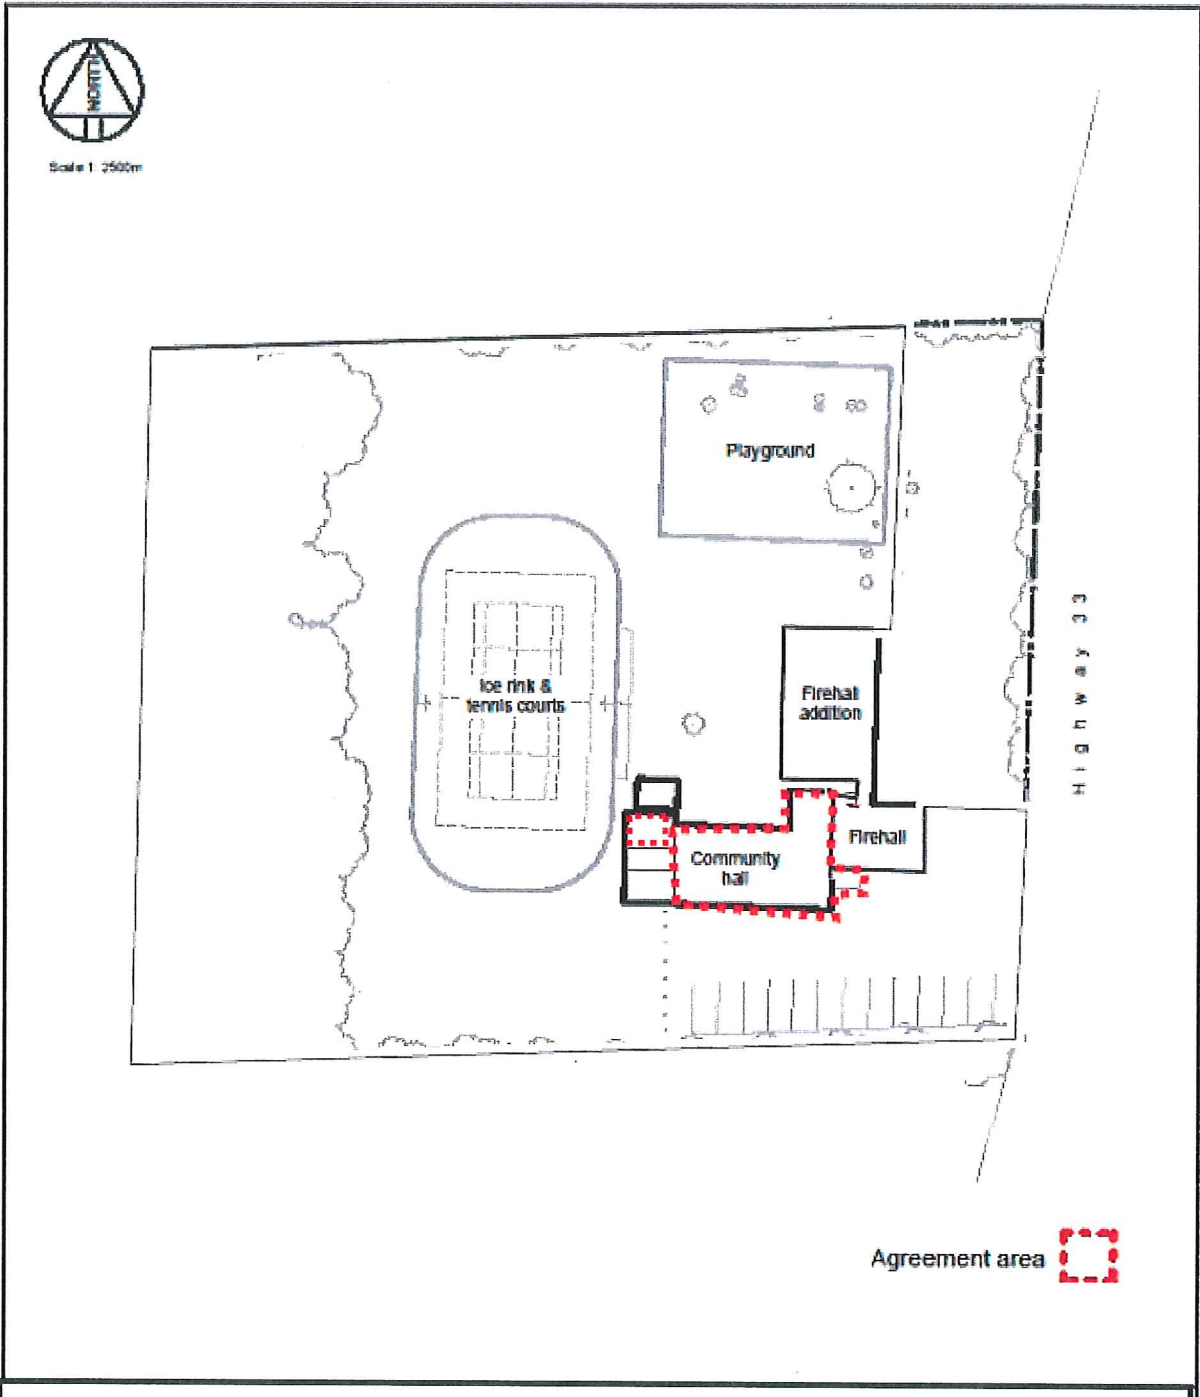 NORTH
Scale 1: 2500m
Playground
Ice rink &
tennis courts
Firehall
addition
Firehall
Community
hall
Highway 33
Agreement area